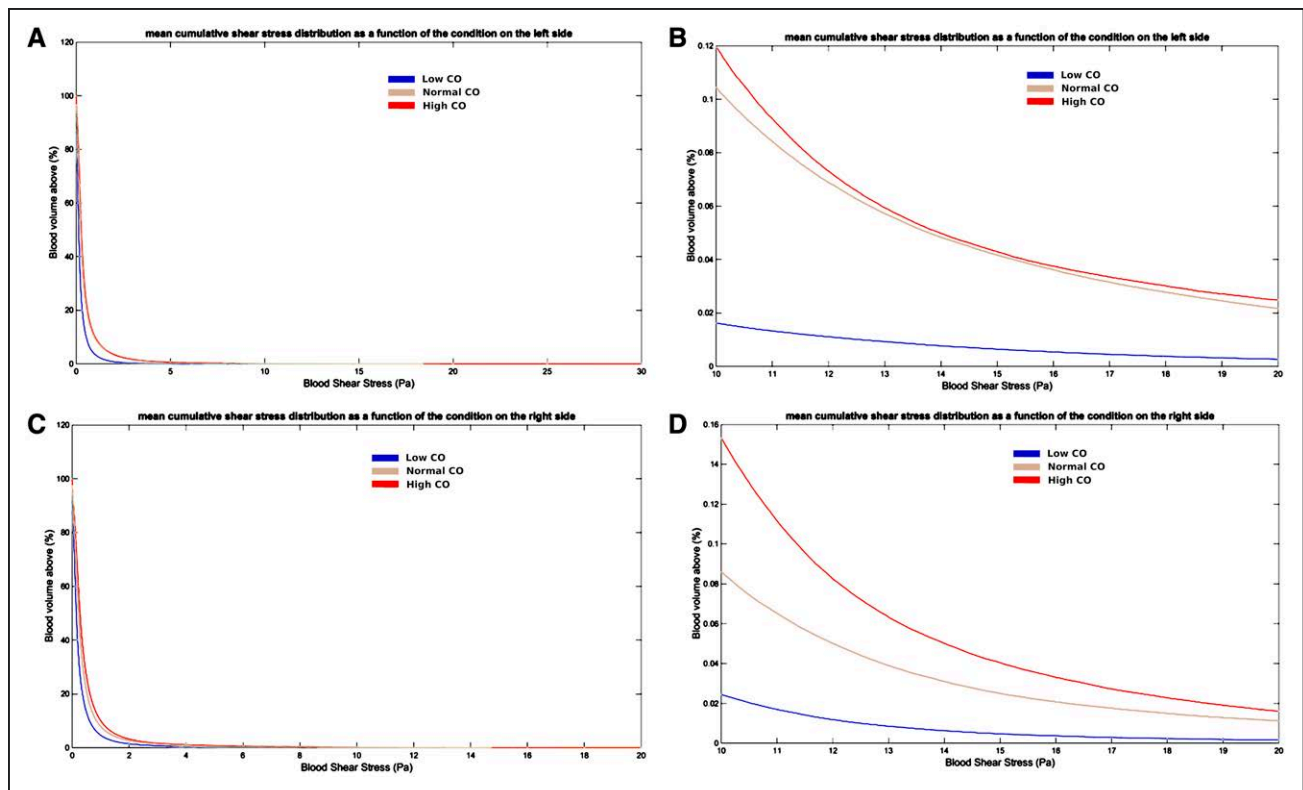 A
mean cumulative shear stress distribution as a function of the condition on the left side
120
100
80
60
40
20
0
Blood volume above (%)
Low CO
Normal CO
High CO
0 5 10 15 20 25 30
Blood Shear Stress (Pa)
B
mean cumulative shear stress distribution as a function of the condition on the left side
0.12
0.1
0.08
0.06
0.04
0.02
0
Blood volume above (%)
Low CO
Normal CO
High CO
10 11 12 13 14 15 16 17 18 19 20
Blood Shear Stress (Pa)
C
mean cumulative shear stress distribution as a function of the condition on the right side
120
100
80
60
40
20
0
Blood volume above (%)
Low CO
Normal CO
High CO
0 2 4 6 8 10 12 14 16 18 20
Blood Shear Stress (Pa)
D
mean cumulative shear stress distribution as a function of the condition on the right side
0.16
14
0.12
0.1
0.08
0.06
0.04
0.02
0
Blood volume above (%)
Low CO
Normal CO
High CO
10 11 12 13 14 15 16 17 18 19 20
Blood Shear Stress (Pa)